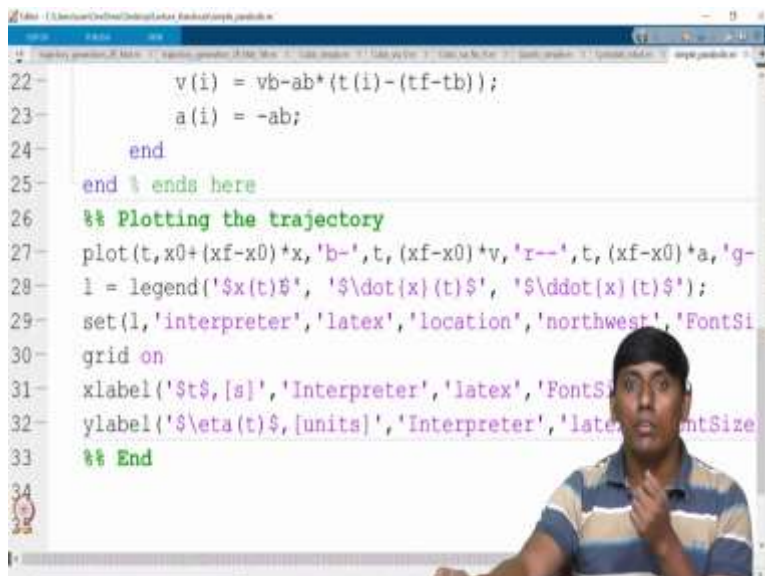 22 v(i) = vb-ab*(t(i)-(tf-tb));
23 a(i) = -ab;
24 end
25 end % ends here
26 %% Plotting the trajectory
27 plot(t,x0+(xf-x0)*x,'b-',t,(xf-x0)*v,'r--',t,(xf-x0)*a,'g-
28 l = legend('$x(t)$', '$\dot{x}(t)$', '$\ddot{x}(t)$');
29 set(l,'interpreter','latex','location','northwest','FontSi
30 grid on
31 xlabel('$t$,[s]','Interpreter','latex','FontSi
32 ylabel('$\eta(t)$,[units]','Interpreter','late ntSize
33 %% End
34
35